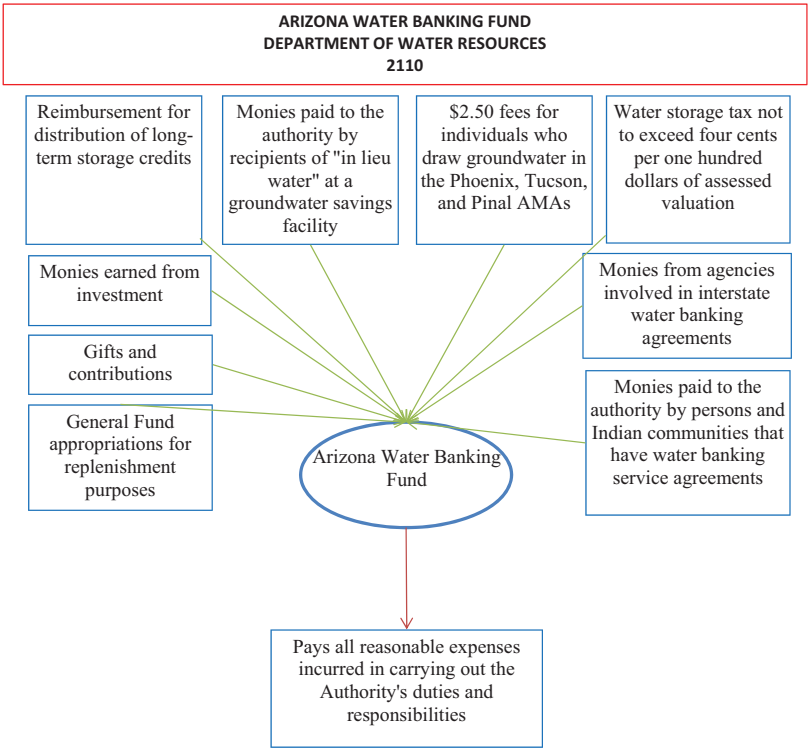 ARIZONA WATER BANKING FUND
DEPARTMENT OF WATER RESOURCES
2110
Reimbursement for
distribution of long-
term storage credits
Monies paid to the
authority by
recipients of "in lieu
water" at a
groundwater savings
facility
$2.50 fees for
individuals who
draw groundwater in
the Phoenix, Tucson,
and Pinal AMAs
Water storage tax not
to exceed four cents
per one hundred
dollars of assessed
valuation
Monies earned from
investment
Monies from agencies
involved in interstate
water banking
agreements
Gifts and
contributions
General Fund
appropriations for
replenishment
purposes
Monies paid to the
authority by persons and
Indian communities that
have water banking
service agreements
Arizona Water Banking
Fund
Pays all reasonable expenses
incurred in carrying out the
Authority's duties and
responsibilities